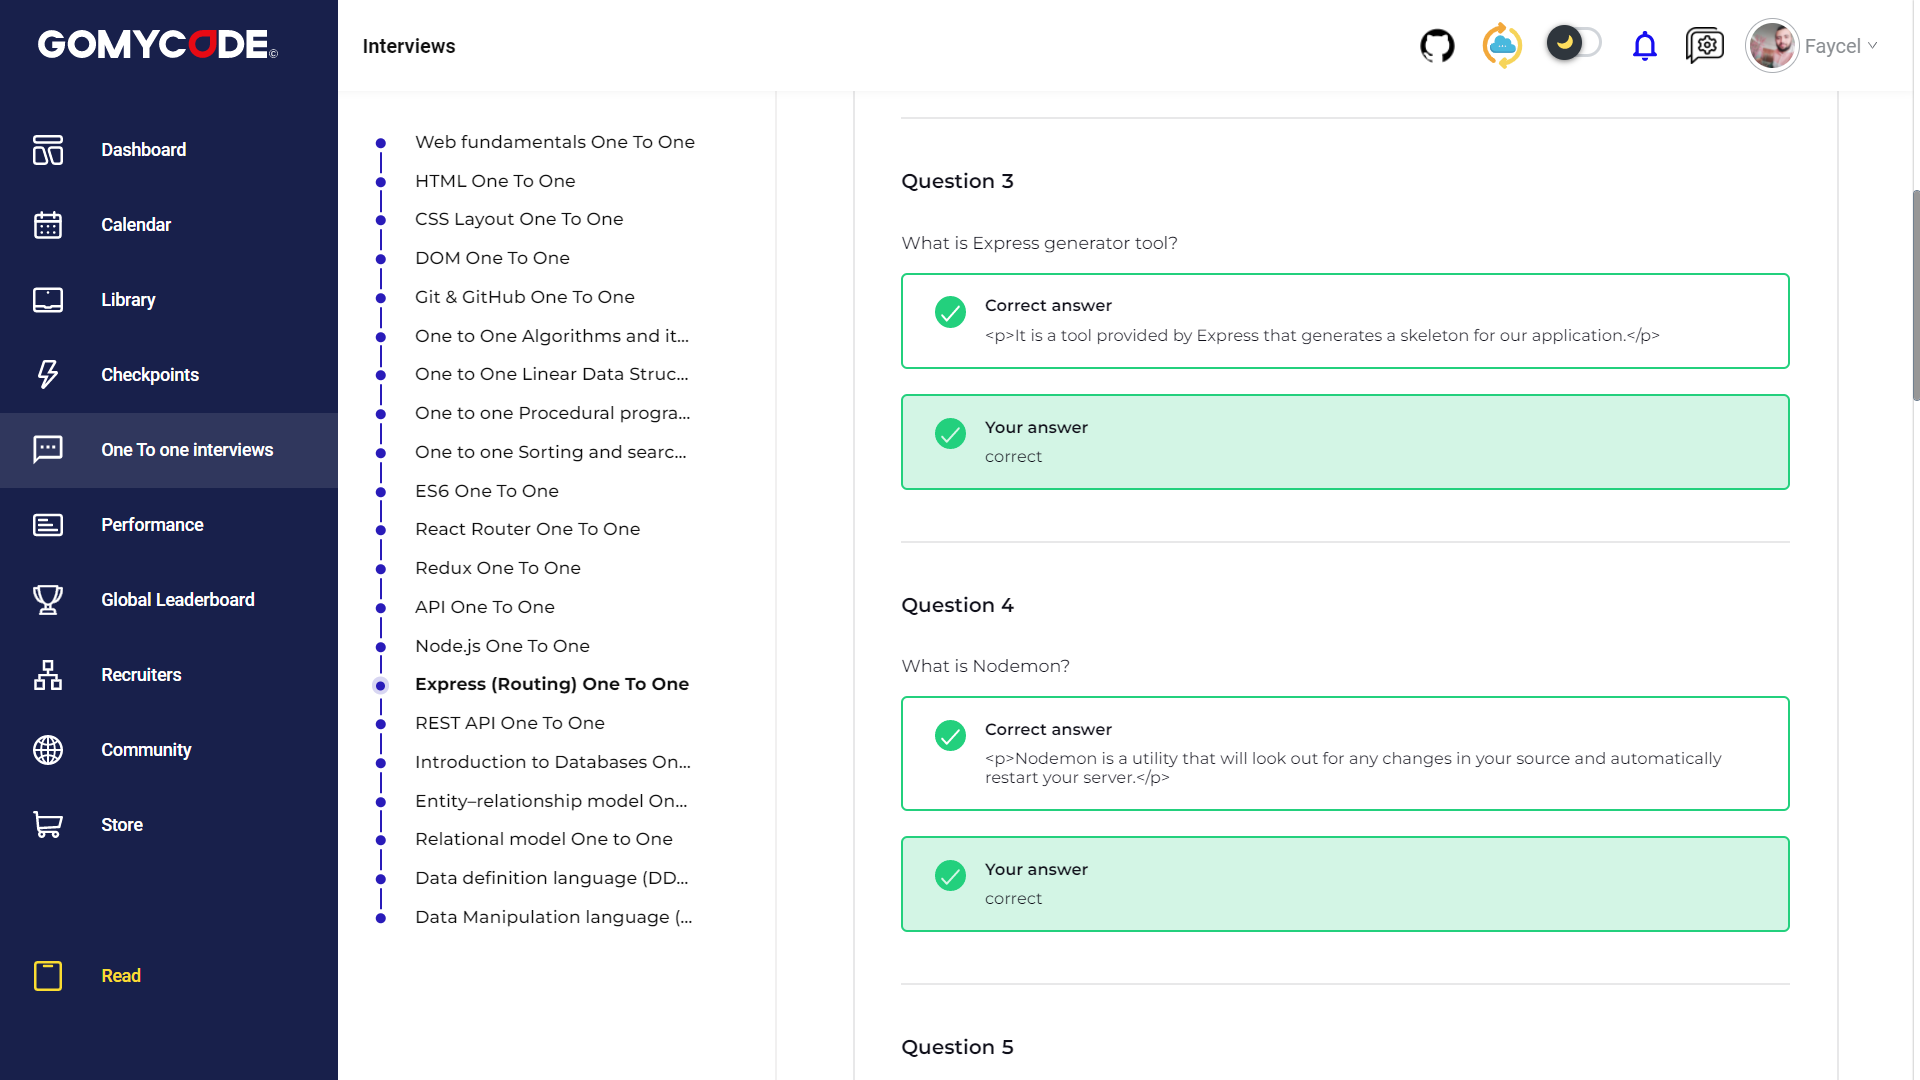 GOMYCODE©
Dashboard
Calendar
Library
Checkpoints
One To one interviews
Performance
Global Leaderboard
Recruiters
Community
Store
Read
Interviews
Faycel
Web fundamentals One To One
HTML One To One
CSS Layout One To One
DOM One To One
Git & GitHub One To One
One to One Algorithms and it...
One to One Linear Data Struc...
One to one Procedural progra...
One to one Sorting and searc...
ES6 One To One
React Router One To One
Redux One To One
API One To One
Node.js One To One
Express (Routing) One To One
REST API One To One
Introduction to Databases On...
Entity–relationship model On...
Relational model One to One
Data definition language (DD...
Data Manipulation language (...
Question 3
What is Express generator tool?
Correct answer
<p>It is a tool provided by Express that generates a skeleton for our application.</p>
Your answer
correct
Question 4
What is Nodemon?
Correct answer
<p>Nodemon is a utility that will look out for any changes in your source and automatically
restart your server.</p>
Your answer
correct
Question 5